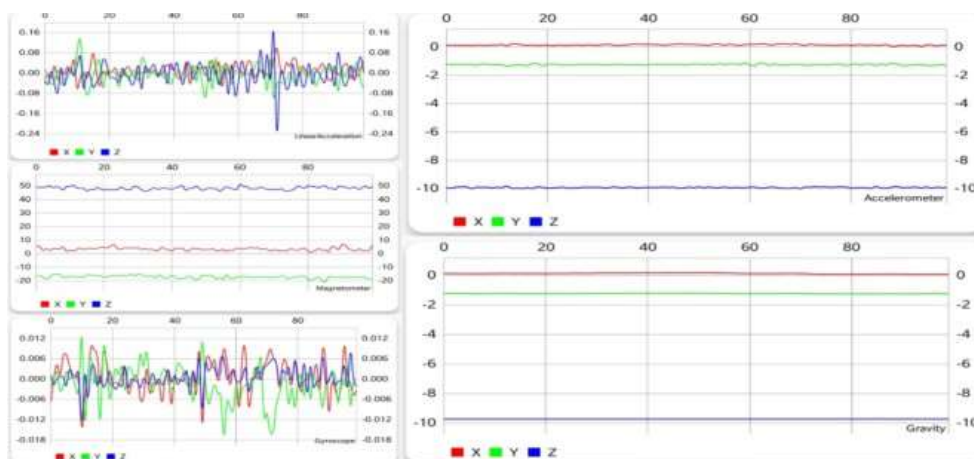 0.16 0.16
0.08 0.08
0.00 0.00
-0.08 -0.08
-0.16 -0.16
-0.24 -0.24
X Y Z
0 20 40 60 80
50 50
40 40
30 30
20 20
10 10
0 0
-10 -10
-20 -20
Magnetometer
X Y Z
0 20 40 60 80
0.012 0.012
0.006 0.006
0.000 0.000
-0.006 -0.006
-0.012 -0.012
-0.018 -0.018
Gyroscope
X Y Z
0 20 40 60 80
0 0
-2 -2
-4 -4
-6 -6
-8 -8
-10 -10
Accelerometer
X Y Z
0 20 40 60 80
0 0
-2 -2
-4 -4
-6 -6
-8 -8
-10 -10
Gravity
X Y Z